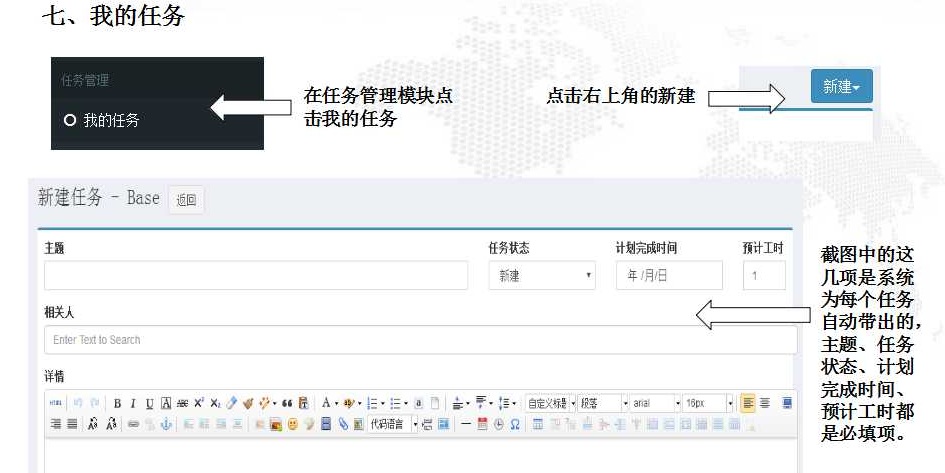 七、我的任务
任务管理
我的任务
在任务管理模块点
击我的任务
点击右上角的新建
新建
新建任务 - Base 返回
主题 任务状态 计划完成时间 预计工时
新建 年 /月/日 1
相关人
Enter Text to Search
详情
HTML B I U A ABC X² X₂ A 自定义标题 段落 arial 16px
代码语言 Ω
截图中的这
几项是系统
为每个任务
自动带出的,
主题、任务
状态、计划
完成时间、
预计工时都
是必填项。